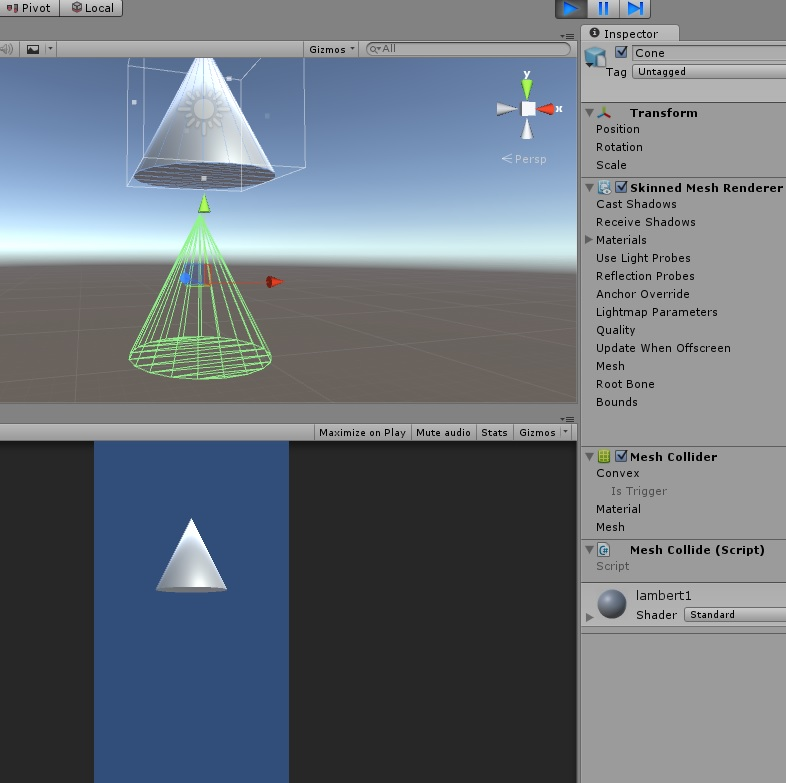 Pivot Local
Gizmos All
y
x
Persp
Maximize on Play Mute audio Stats Gizmos
Inspector
Cone
Tag Untagged
Transform
Position
Rotation
Scale
Skinned Mesh Renderer
Cast Shadows
Receive Shadows
Materials
Use Light Probes
Reflection Probes
Anchor Override
Lightmap Parameters
Quality
Update When Offscreen
Mesh
Root Bone
Bounds
Mesh Collider
Convex
Is Trigger
Material
Mesh
Mesh Collide (Script)
Script
lambert1
Shader Standard